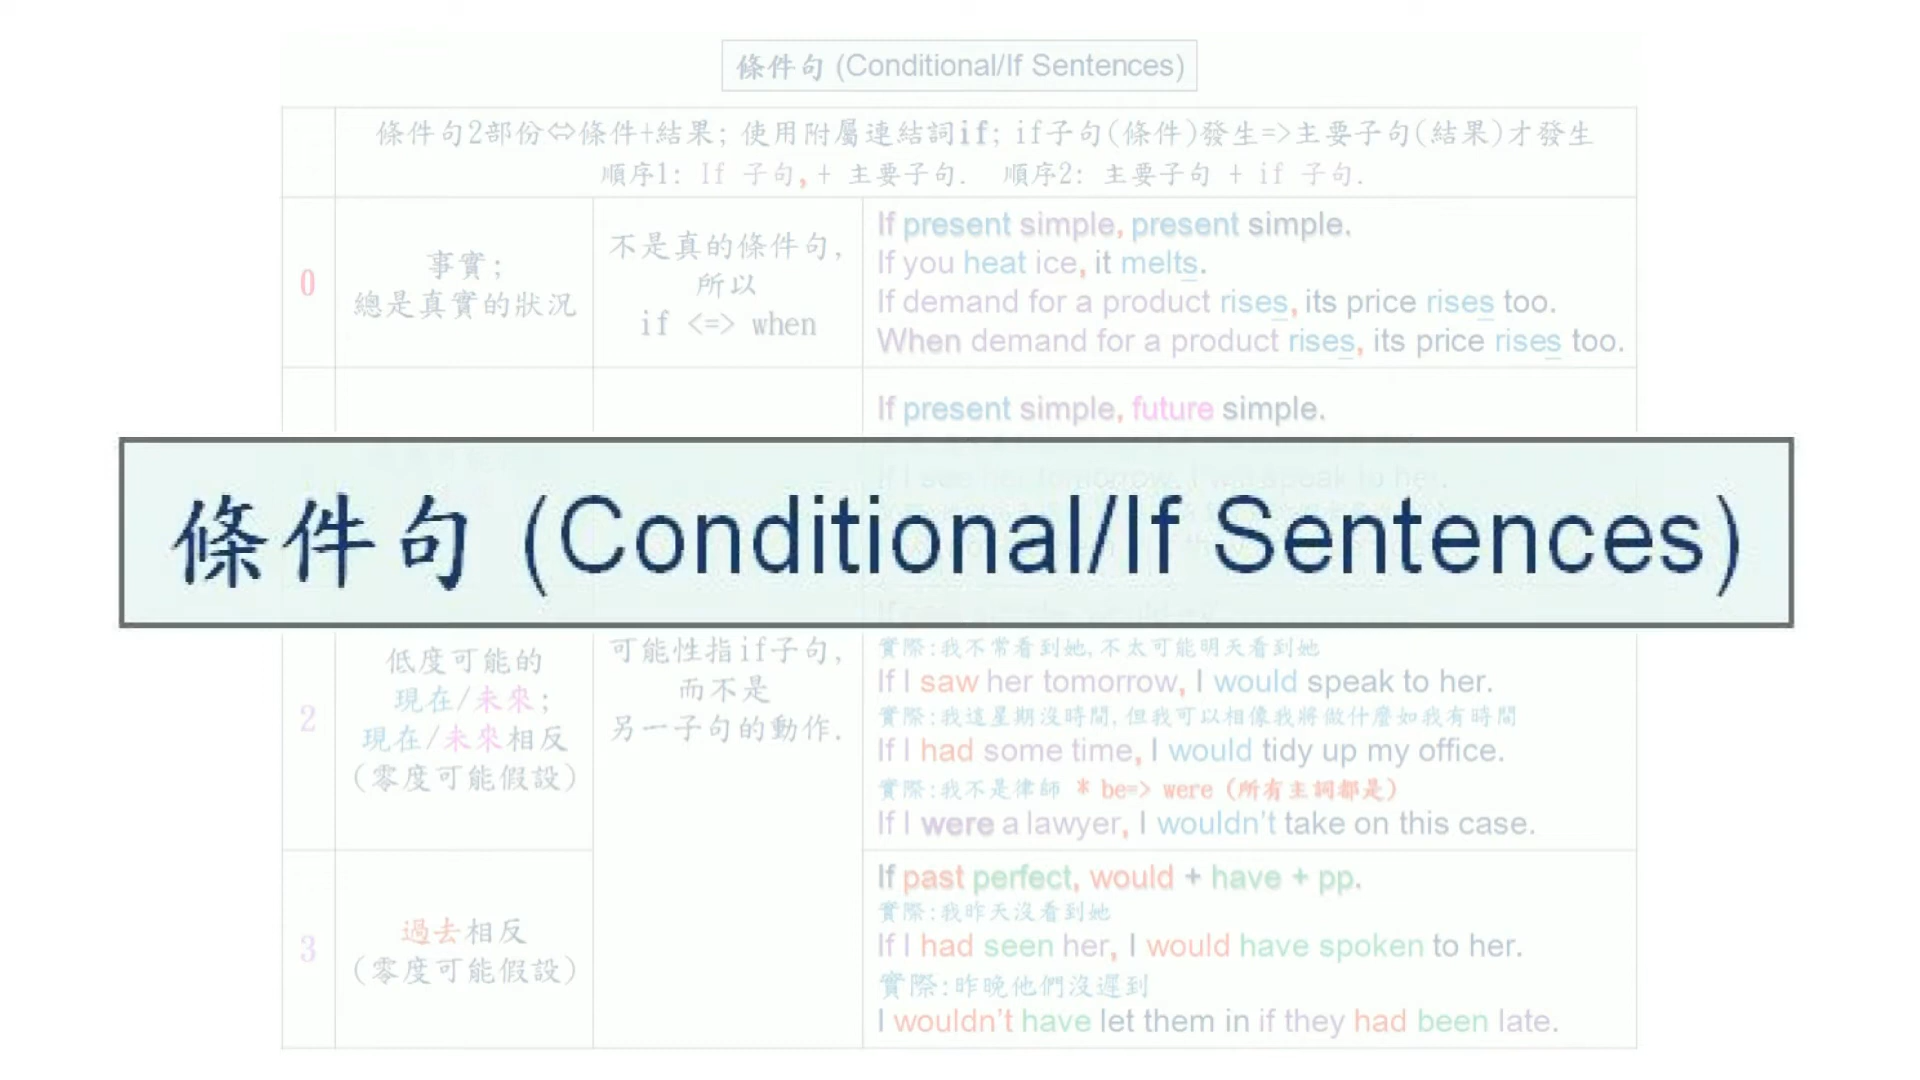 條件句 (Conditional/If Sentences)
條件句2部份⇔條件+結果; 使用附屬連結詞if; if子句(條件)發生=>主要子句(結果)才發生
順序1: If 子句,+ 主要子句. 順序2: 主要子句 + if 子句.
0
事實;
總是真實的狀況
不是真的條件句,
所以
if <=> when
If present simple, present simple.
If you heat ice, it melts.
If demand for a product rises, its price rises too.
When demand for a product rises, its price rises too.
If present simple, future simple.
If I see her tomorrow, I will speak to her.
條件句 (Conditional/If Sentences)
2
低度可能的
現在/未來;
現在/未來相反
(零度可能假設)
可能性指if子句,
而不是
另一子句的動作.
實際:我不常看到她,不太可能明天看到她
If I saw her tomorrow, I would speak to her.
實際:我這星期沒時間,但我可以相像我將做什麼如我有時間
If I had some time, I would tidy up my office.
實際:我不是律師 * be=> were (所有主詞都是)
If I were a lawyer, I wouldn't take on this case.
3
過去相反
(零度可能假設)
If past perfect, would + have + pp.
實際:我昨天沒看到她
If I had seen her, I would have spoken to her.
實際:昨晚他們沒遲到
I wouldn't have let them in if they had been late.